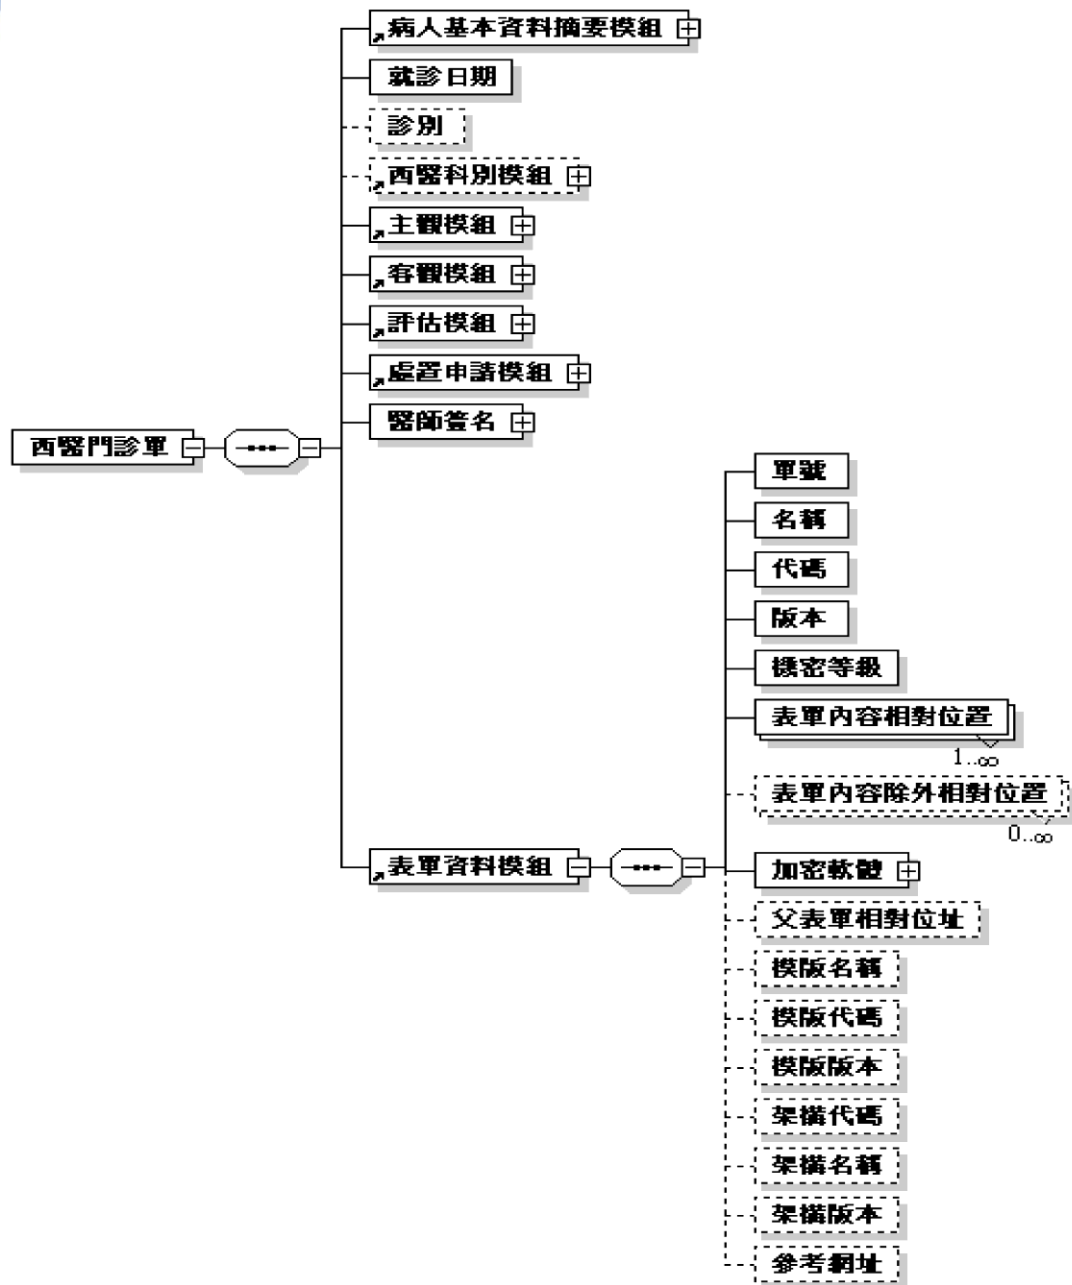 病人基本資料摘要模組
就診日期
診別
西醫科別模組
主觀模組
客觀模組
評估模組
處置申請模組
醫師簽名
西醫門診單
單號
名稱
代碼
版本
機密等級
表單內容相對位置
1..∞
表單內容除外相對位置
0..∞
表單資料模組
加密軟體
父表單相對位址
模版名稱
模版代碼
模版版本
架構代碼
架構名稱
架構版本
參考網址